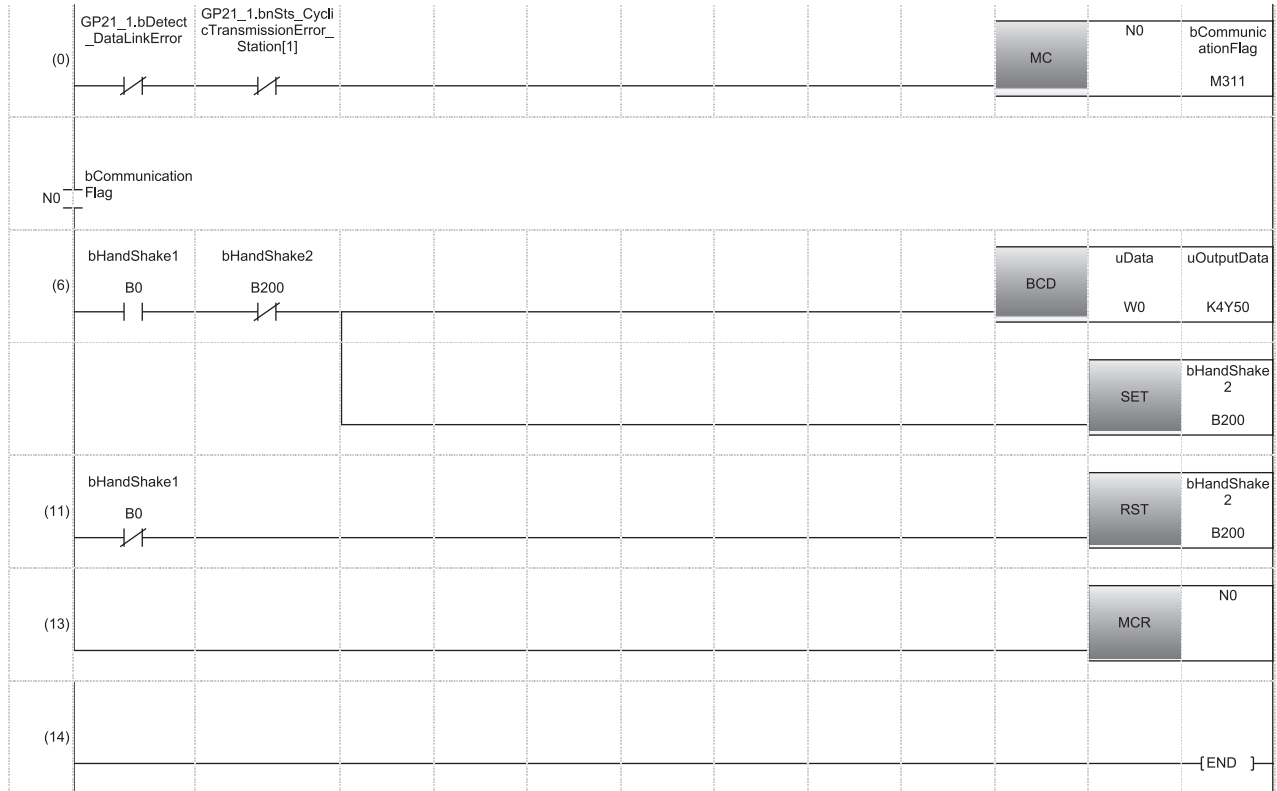 GP21_1.bDetect
_DataLinkError
GP21_1.bnSts_Cycli
cTransmissionError_
Station[1]
(0)
MC
N0
bCommunic
ationFlag
M311
bCommunication
Flag
N0
(6)
bHandShake1
B0
bHandShake2
B200
BCD
uData
W0
uOutputData
K4Y50
SET
bHandShake
2
B200
(11)
bHandShake1
B0
RST
bHandShake
2
B200
(13)
MCR
N0
(14)
[END ]